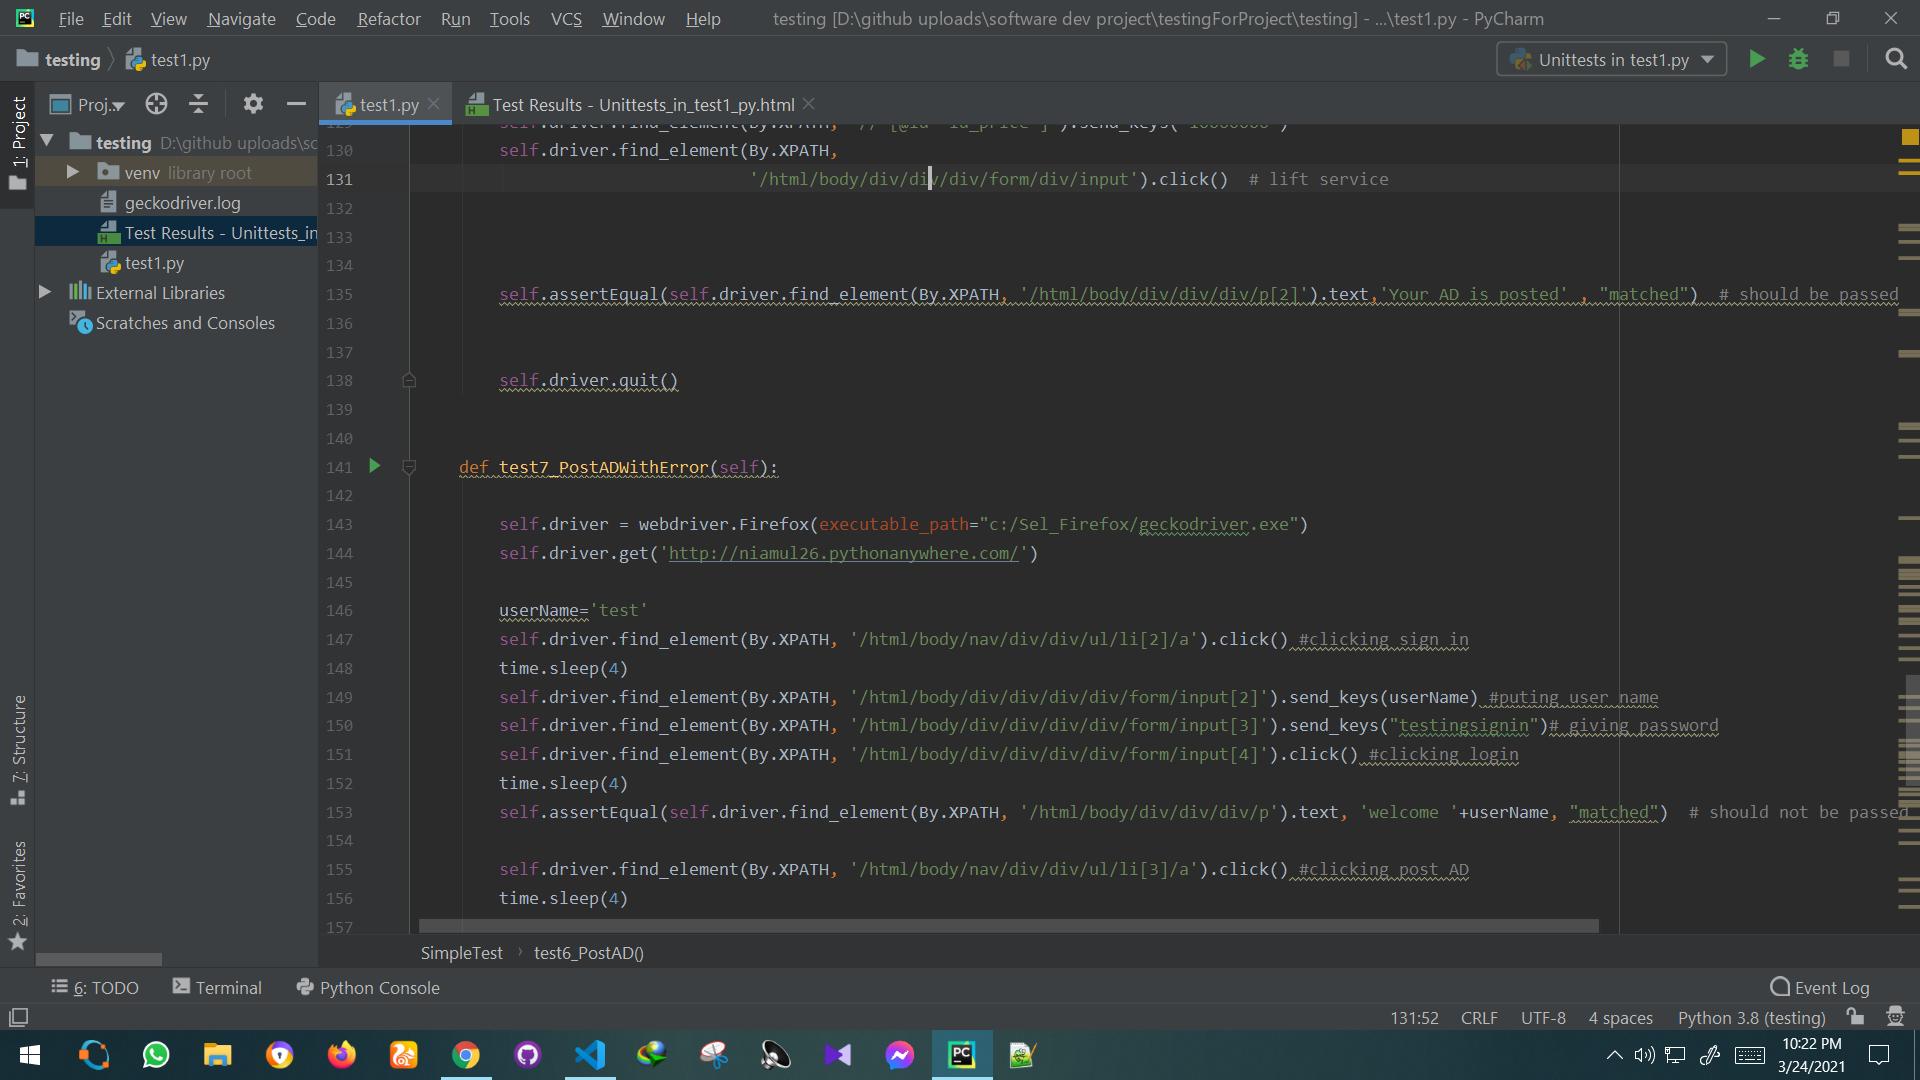 File Edit View Navigate Code Refactor Run Tools VCS Window Help testing [D:\github uploads\software dev project\testingForProject\testing] - ...\test1.py - PyCharm
testing test1.py Unittests in test1.py
1: Project
Proj.. test1.py Test Results - Unittests_in_test1_py.html
testing D:\github uploads\sc
venv library root
geckodriver.log
Test Results - Unittests_in
test1.py
External Libraries
Scratches and Consoles
7: Structure
2: Favorites
130 self.driver.find_element(By.XPATH,
131 '/html/body/div/div/div/form/div/input').click() # lift service
132
133
134
135 self.assertEqual(self.driver.find_element(By.XPATH, '/html/body/div/div/div/p[2]').text,'Your AD is posted' , "matched") # should be passed
136
137
138 self.driver.quit()
139
140
141 def test7_PostADWithError(self):
142
143 self.driver = webdriver.Firefox(executable_path="c:/Sel_Firefox/geckodriver.exe")
144 self.driver.get('http://niamul26.pythonanywhere.com/')
145
146 userName='test'
147 self.driver.find_element(By.XPATH, '/html/body/nav/div/div/ul/li[2]/a').click() #clicking sign in
148 time.sleep(4)
149 self.driver.find_element(By.XPATH, '/html/body/div/div/div/div/form/input[2]').send_keys(userName) #puting user name
150 self.driver.find_element(By.XPATH, '/html/body/div/div/div/div/form/input[3]').send_keys("testingsignin")# giving password
151 self.driver.find_element(By.XPATH, '/html/body/div/div/div/div/form/input[4]').click() #clicking login
152 time.sleep(4)
153 self.assertEqual(self.driver.find_element(By.XPATH, '/html/body/div/div/div/p').text, 'welcome '+userName, "matched") # should not be passed
154
155 self.driver.find_element(By.XPATH, '/html/body/nav/div/div/ul/li[3]/a').click() #clicking post AD
156 time.sleep(4)
157
SimpleTest test6_PostAD()
6: TODO Terminal Python Console Event Log
131:52 CRLF UTF-8 4 spaces Python 3.8 (testing)
10:22 PM
3/24/2021